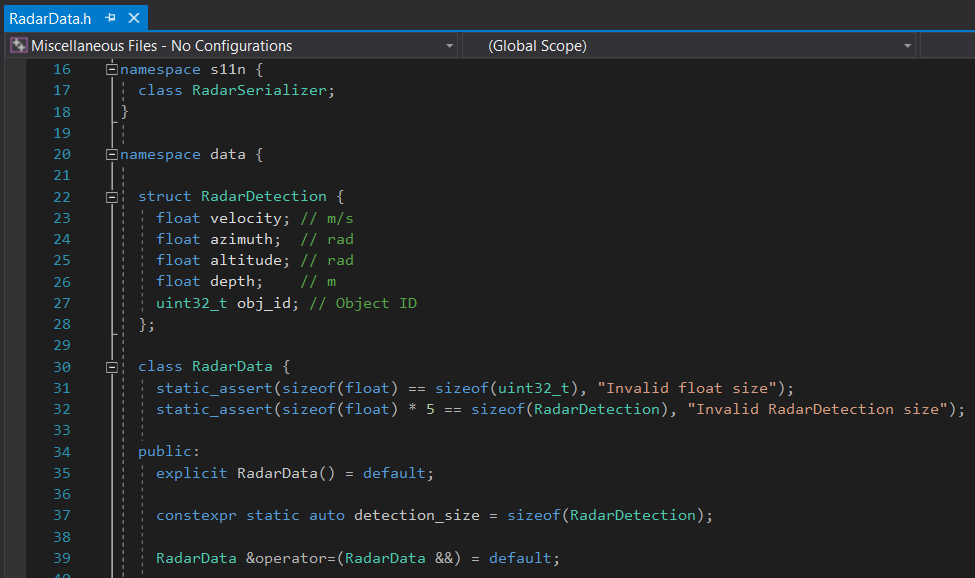 RadarData.h
Miscellaneous Files - No Configurations (Global Scope)
16 namespace s11n {
17 class RadarSerializer;
18 }
19
20 namespace data {
21
22 struct RadarDetection {
23 float velocity; // m/s
24 float azimuth;  // rad
25 float altitude; // rad
26 float depth;    // m
27 uint32_t obj_id; // Object ID
28 };
29
30 class RadarData {
31 static_assert(sizeof(float) == sizeof(uint32_t), "Invalid float size");
32 static_assert(sizeof(float) * 5 == sizeof(RadarDetection), "Invalid RadarDetection size");
33
34 public:
35 explicit RadarData() = default;
36
37 constexpr static auto detection_size = sizeof(RadarDetection);
38
39 RadarData &operator=(RadarData &&) = default;